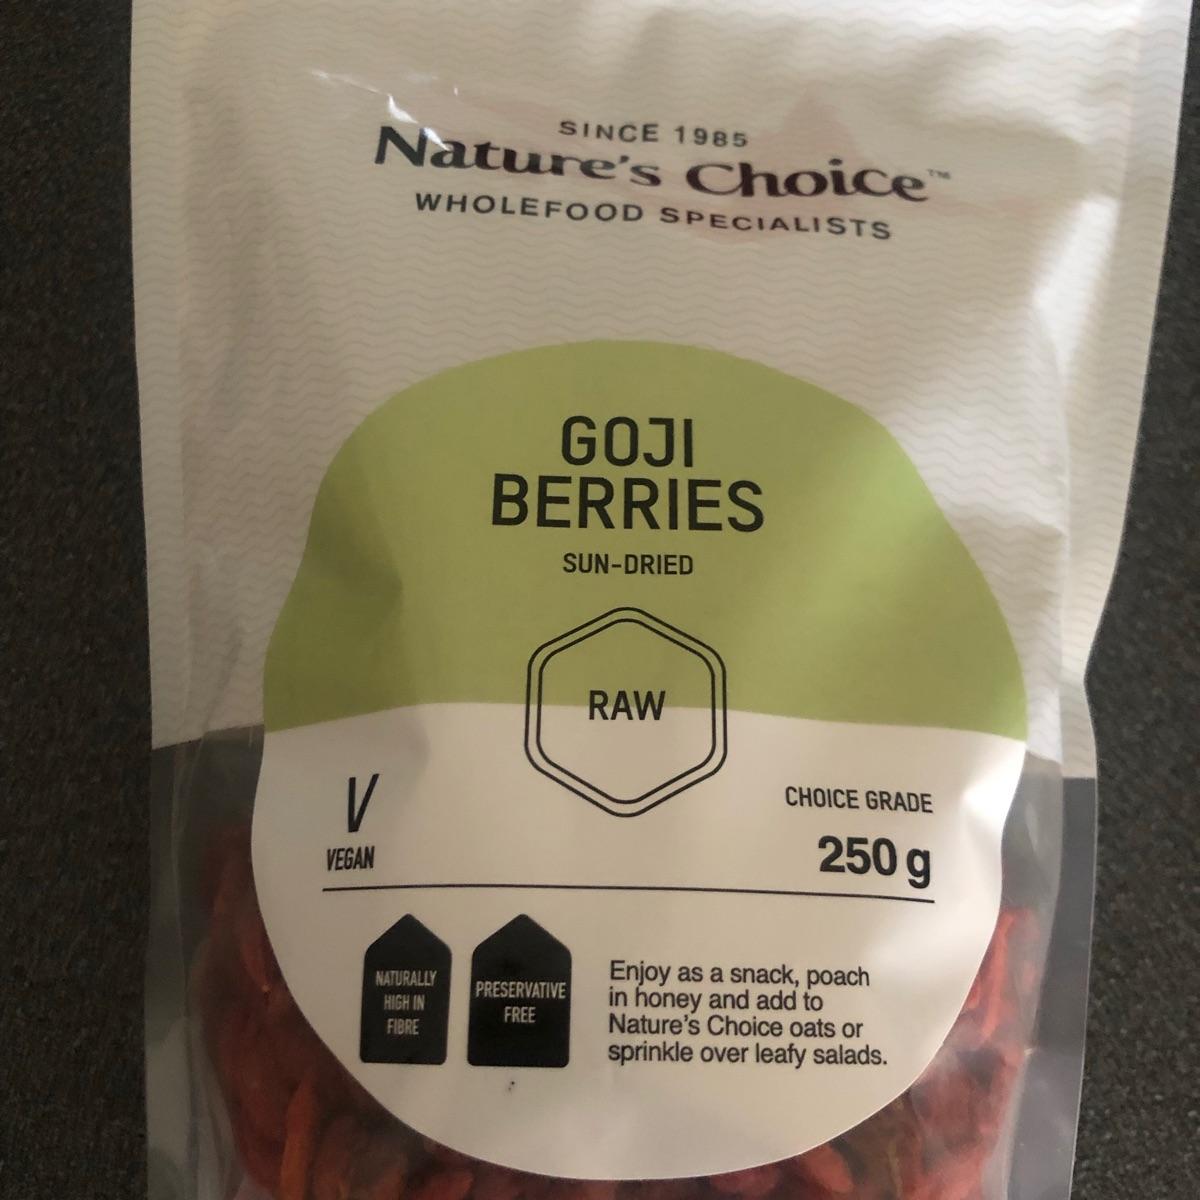 SINCE 1985
Nature's Choice™
WHOLEFOOD SPECIALISTS
GOJI
BERRIES
SUN-DRIED
RAW
V
VEGAN
CHOICE GRADE
250 g
NATURALLY
HIGH IN
FIBRE
PRESERVATIVE
FREE
Enjoy as a snack, poach
in honey and add to
Nature's Choice oats or
sprinkle over leafy salads.